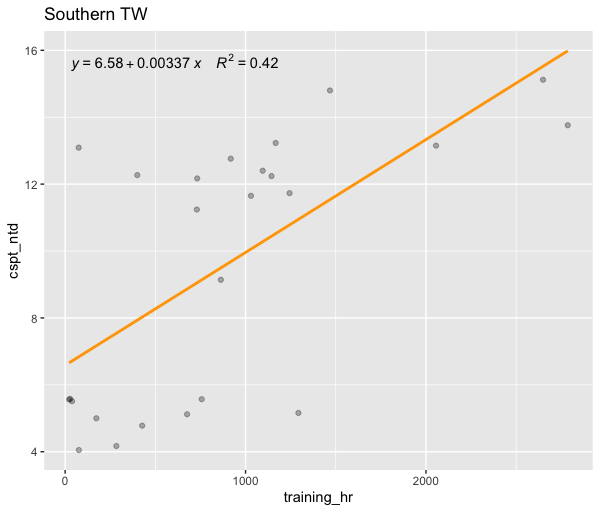 Southern TW
y = 6.58 + 0.00337 x R² = 0.42
16
12
8
4
cspt_ntd
0 1000 2000
training_hr